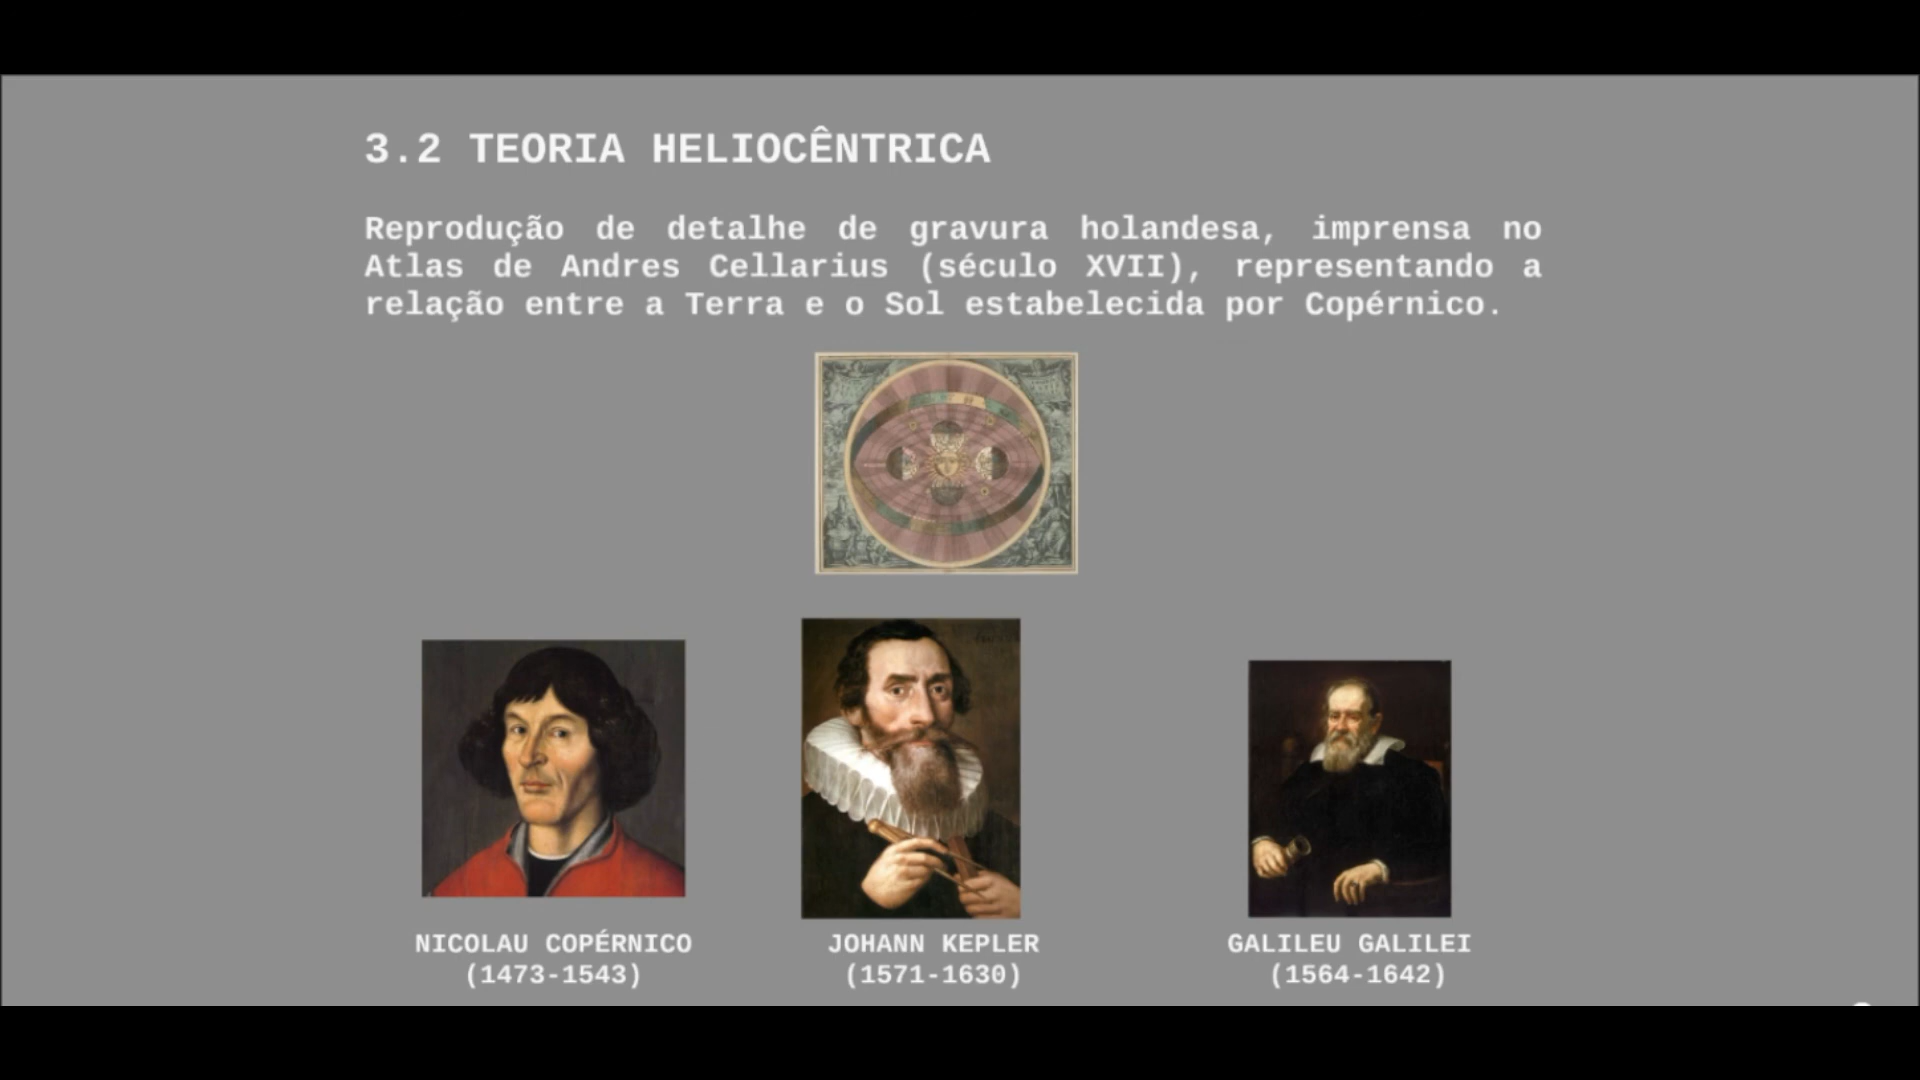 3.2 TEORIA HELIOCÊNTRICA
Reprodução de detalhe de gravura holandesa, imprensa no
Atlas de Andres Cellarius (século XVII), representando a
relação entre a Terra e o Sol estabelecida por Copérnico.
NICOLAU COPÉRNICO
(1473-1543)
JOHANN KEPLER
(1571-1630)
GALILEU GALILEI
(1564-1642)